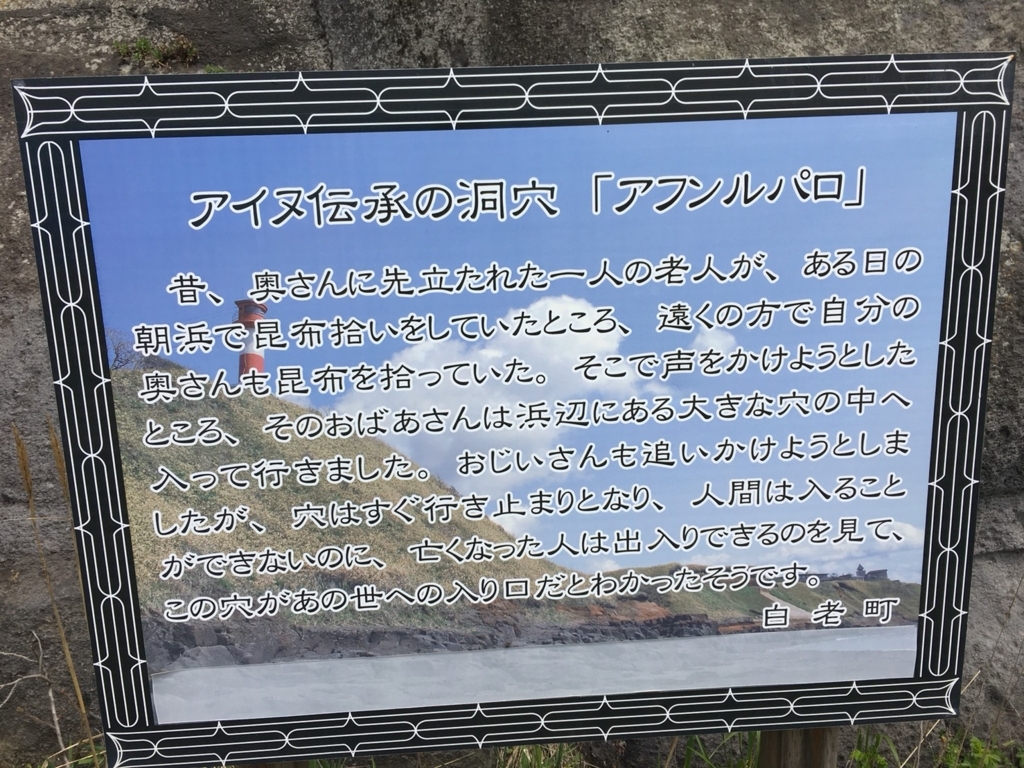 アイヌ伝承の洞穴「アフンルパロ」
昔、奥さんに先立たれた一人の老人が、ある日の
朝浜で昆布拾いをしていたところ、遠くの方で自分の
奥さんも昆布を拾っていた。そこで声をかけようとした
ところ、そのおばあさんは浜辺にある大きな穴の中へ
入って行きました。おじいさんも追いかけようとしま
したが、穴はすぐ行き止まりとなり、人間は入ること
ができないのに、亡くなった人は出入りできるのを見て、
この穴があの世への入り口だとわかったそうです。
白老町